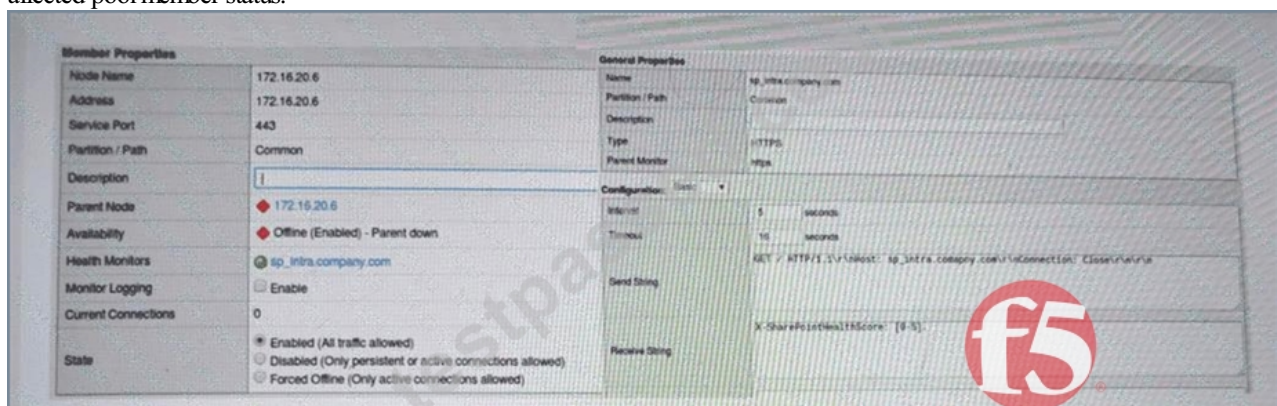 affected pool member status.
Member Properties
Node Name 172.16.20.6
Address 172.16.20.6
Service Port 443
Partition / Path Common
Description
Parent Node 172.16.20.6
Availability Offline (Enabled) - Parent down
Health Monitors sp_intra.company.com
Monitor Logging Enable
Current Connections 0
State Enabled (All traffic allowed)
Disabled (Only persistent or active connections allowed)
Forced Offline (Only active connections allowed)
General Properties
Name sp_intra.company.com
Partition / Path Common
Description
Type HTTPS
Parent Monitor https
Configuration: Basic
Interval 5 seconds
Timeout 16 seconds
Send String GET / HTTP/1.1\r\nHost: sp_intra.comapny.com\r\nConnection: Close\r\n\r\n
Receive String X-SharePointHealthScore: [0-5].
f5